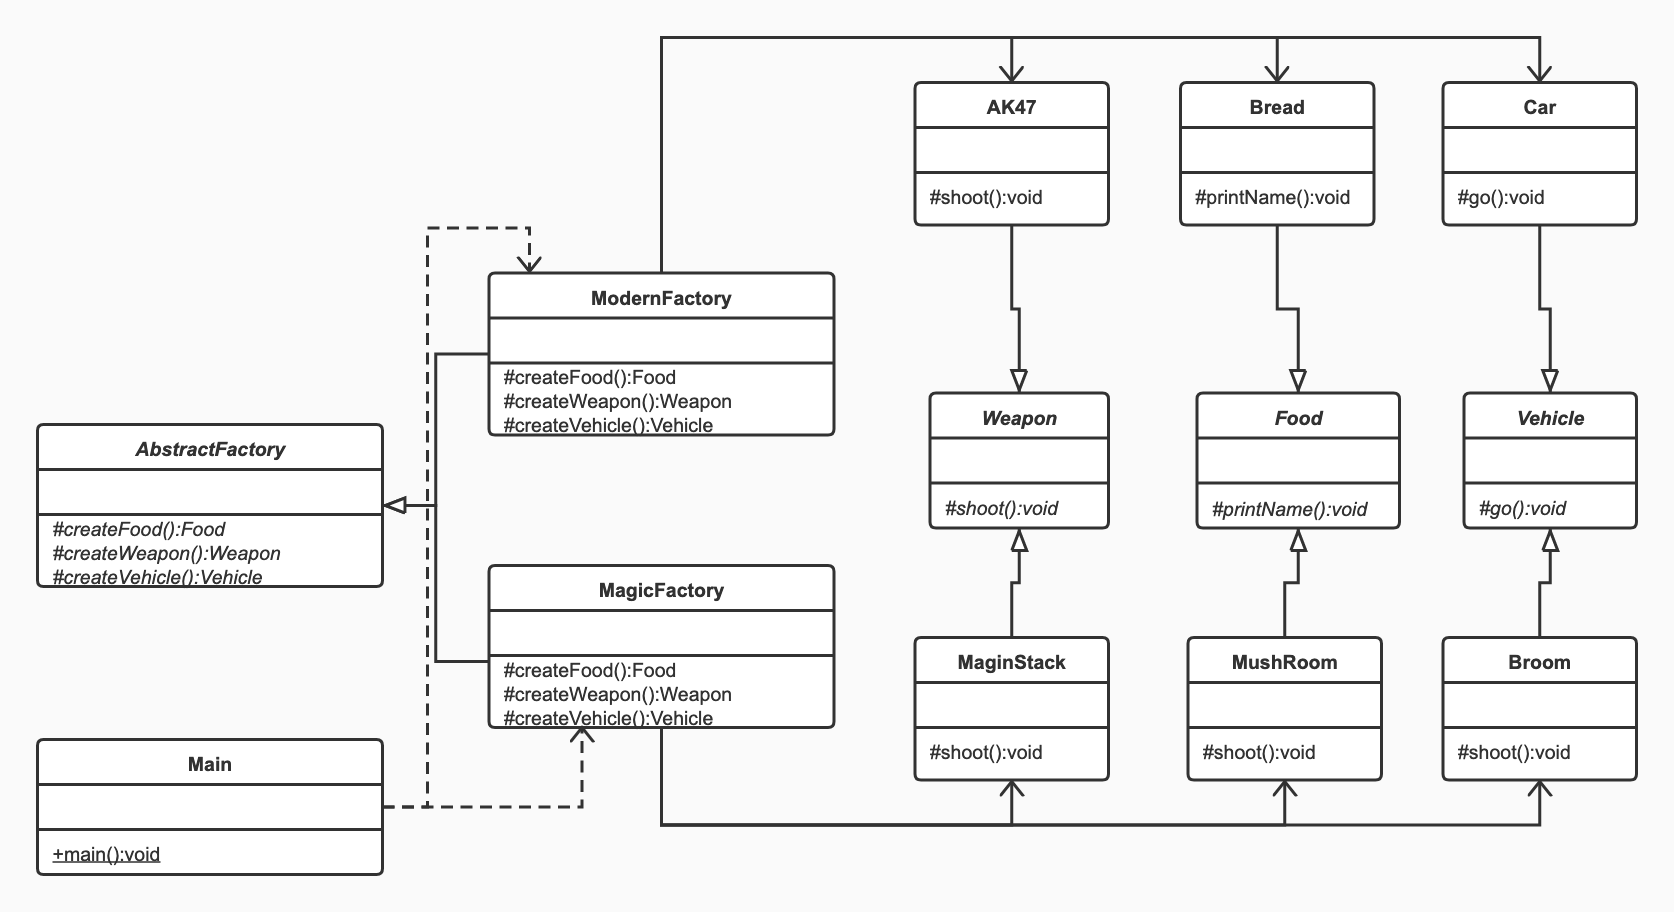 AK47
#shoot():void
Bread
#printName():void
Car
#go():void
ModernFactory
#createFood():Food
#createWeapon():Weapon
#createVehicle():Vehicle
AbstractFactory
#createFood():Food
#createWeapon():Weapon
#createVehicle():Vehicle
Weapon
#shoot():void
Food
#printName():void
Vehicle
#go():void
MagicFactory
#createFood():Food
#createWeapon():Weapon
#createVehicle():Vehicle
MaginStack
#shoot():void
MushRoom
#shoot():void
Broom
#shoot():void
Main
+main():void